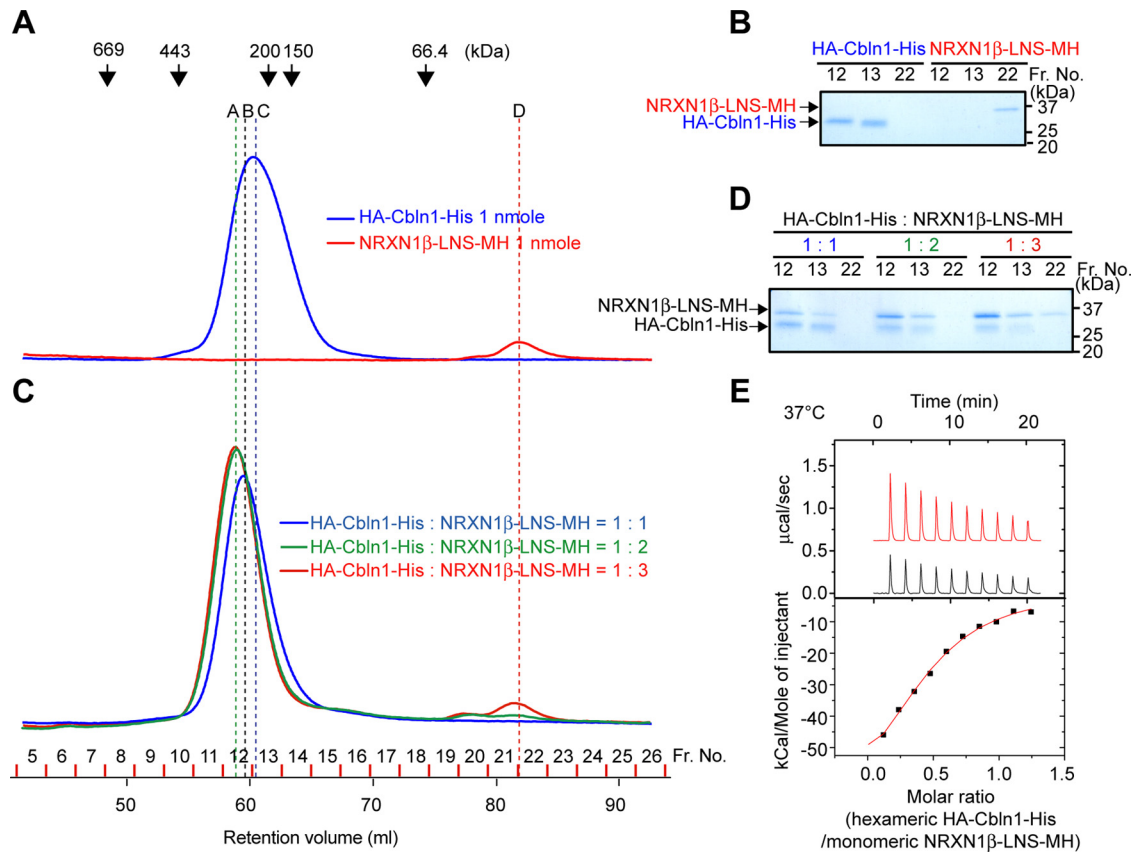 A
669 443 200 150 66.4 (kDa)
A B C D
HA-Cbln1-His 1 nmole
NRXN1β-LNS-MH 1 nmole
B
HA-Cbln1-His NRXN1β-LNS-MH
12 13 22 12 13 22 Fr. No.
(kDa)
NRXN1β-LNS-MH 37
HA-Cbln1-His 25
20
C
HA-Cbln1-His : NRXN1β-LNS-MH = 1 : 1
HA-Cbln1-His : NRXN1β-LNS-MH = 1 : 2
HA-Cbln1-His : NRXN1β-LNS-MH = 1 : 3
5 6 7 8 9 10 11 12 13 14 15 16 17 18 19 20 21 22 23 24 25 26 Fr. No.
50 60 70 80 90
Retention volume (ml)
D
HA-Cbln1-His : NRXN1β-LNS-MH
1 : 1 1 : 2 1 : 3
12 13 22 12 13 22 12 13 22 Fr. No.
(kDa)
NRXN1β-LNS-MH 37
HA-Cbln1-His 25
20
E
37°C
Time (min)
0 10 20
1.5
1.0
0.5
0.0
µcal/sec
-10
-20
-30
-40
-50
kCal/Mole of injectant
0.0 0.5 1.0 1.5
Molar ratio
(hexameric HA-Cbln1-His
/monomeric NRXN1β-LNS-MH)